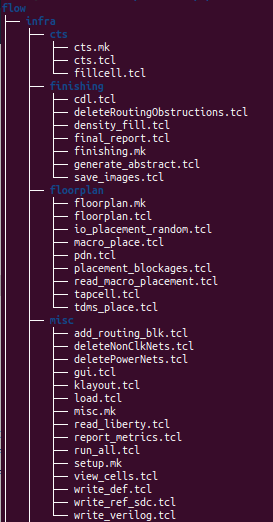 flow
infra
cts
cts.mk
cts.tcl
fillcell.tcl
finishing
cdl.tcl
deleteRoutingObstructions.tcl
density_fill.tcl
final_report.tcl
finishing.mk
generate_abstract.tcl
save_images.tcl
floorplan
floorplan.mk
floorplan.tcl
io_placement_random.tcl
macro_place.tcl
pdn.tcl
placement_blockages.tcl
read_macro_placement.tcl
tapcell.tcl
tdms_place.tcl
misc
add_routing_blk.tcl
deleteNonClkNets.tcl
deletePowerNets.tcl
gui.tcl
klayout.tcl
load.tcl
misc.mk
read_liberty.tcl
report_metrics.tcl
run_all.tcl
setup.mk
view_cells.tcl
write_def.tcl
write_ref_sdc.tcl
write_verilog.tcl